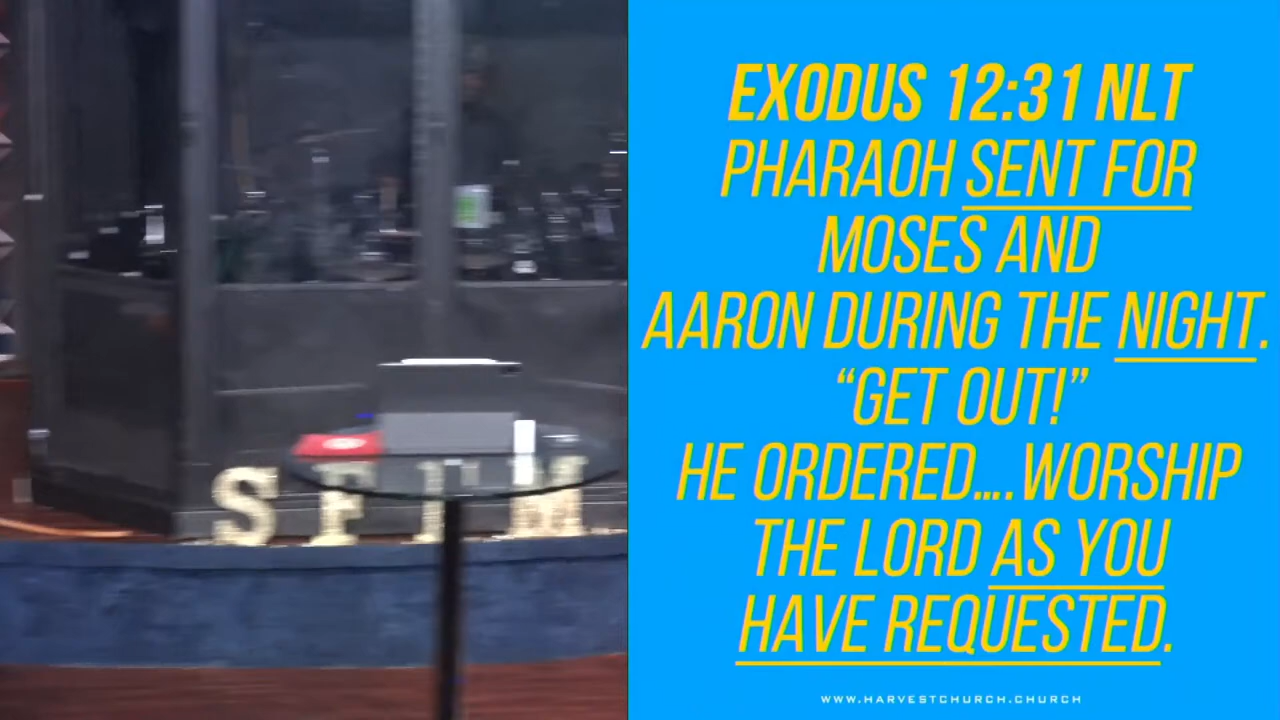 EXODUS 12:31 NLT
PHARAOH SENT FOR
MOSES AND
AARON DURING THE NIGHT.
“GET OUT!”
HE ORDERED....WORSHIP
THE LORD AS YOU
HAVE REQUESTED.
WWW.HARVESTCHURCH.CHURCH